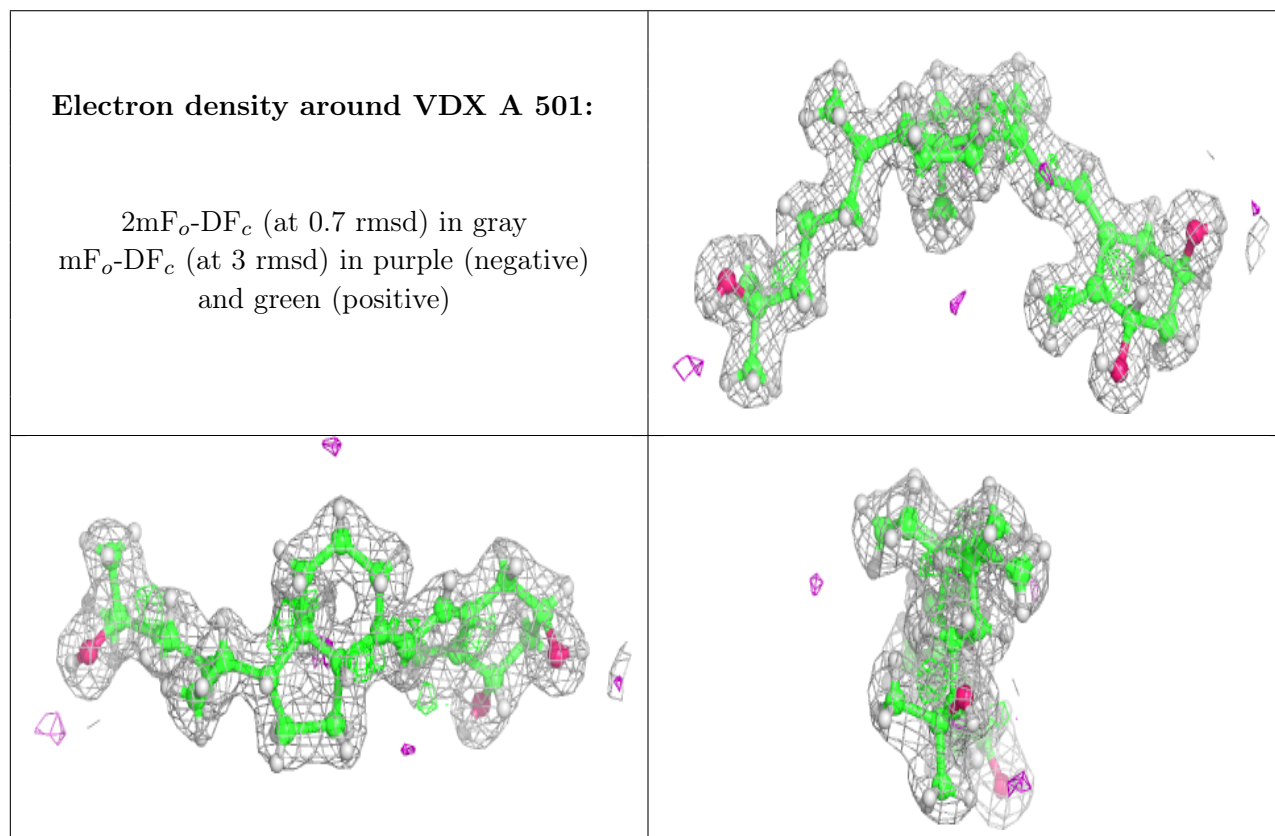 Electron density around VDX A 501:
2mFo-DFc (at 0.7 rmsd) in gray
mFo-DFc (at 3 rmsd) in purple (negative)
and green (positive)